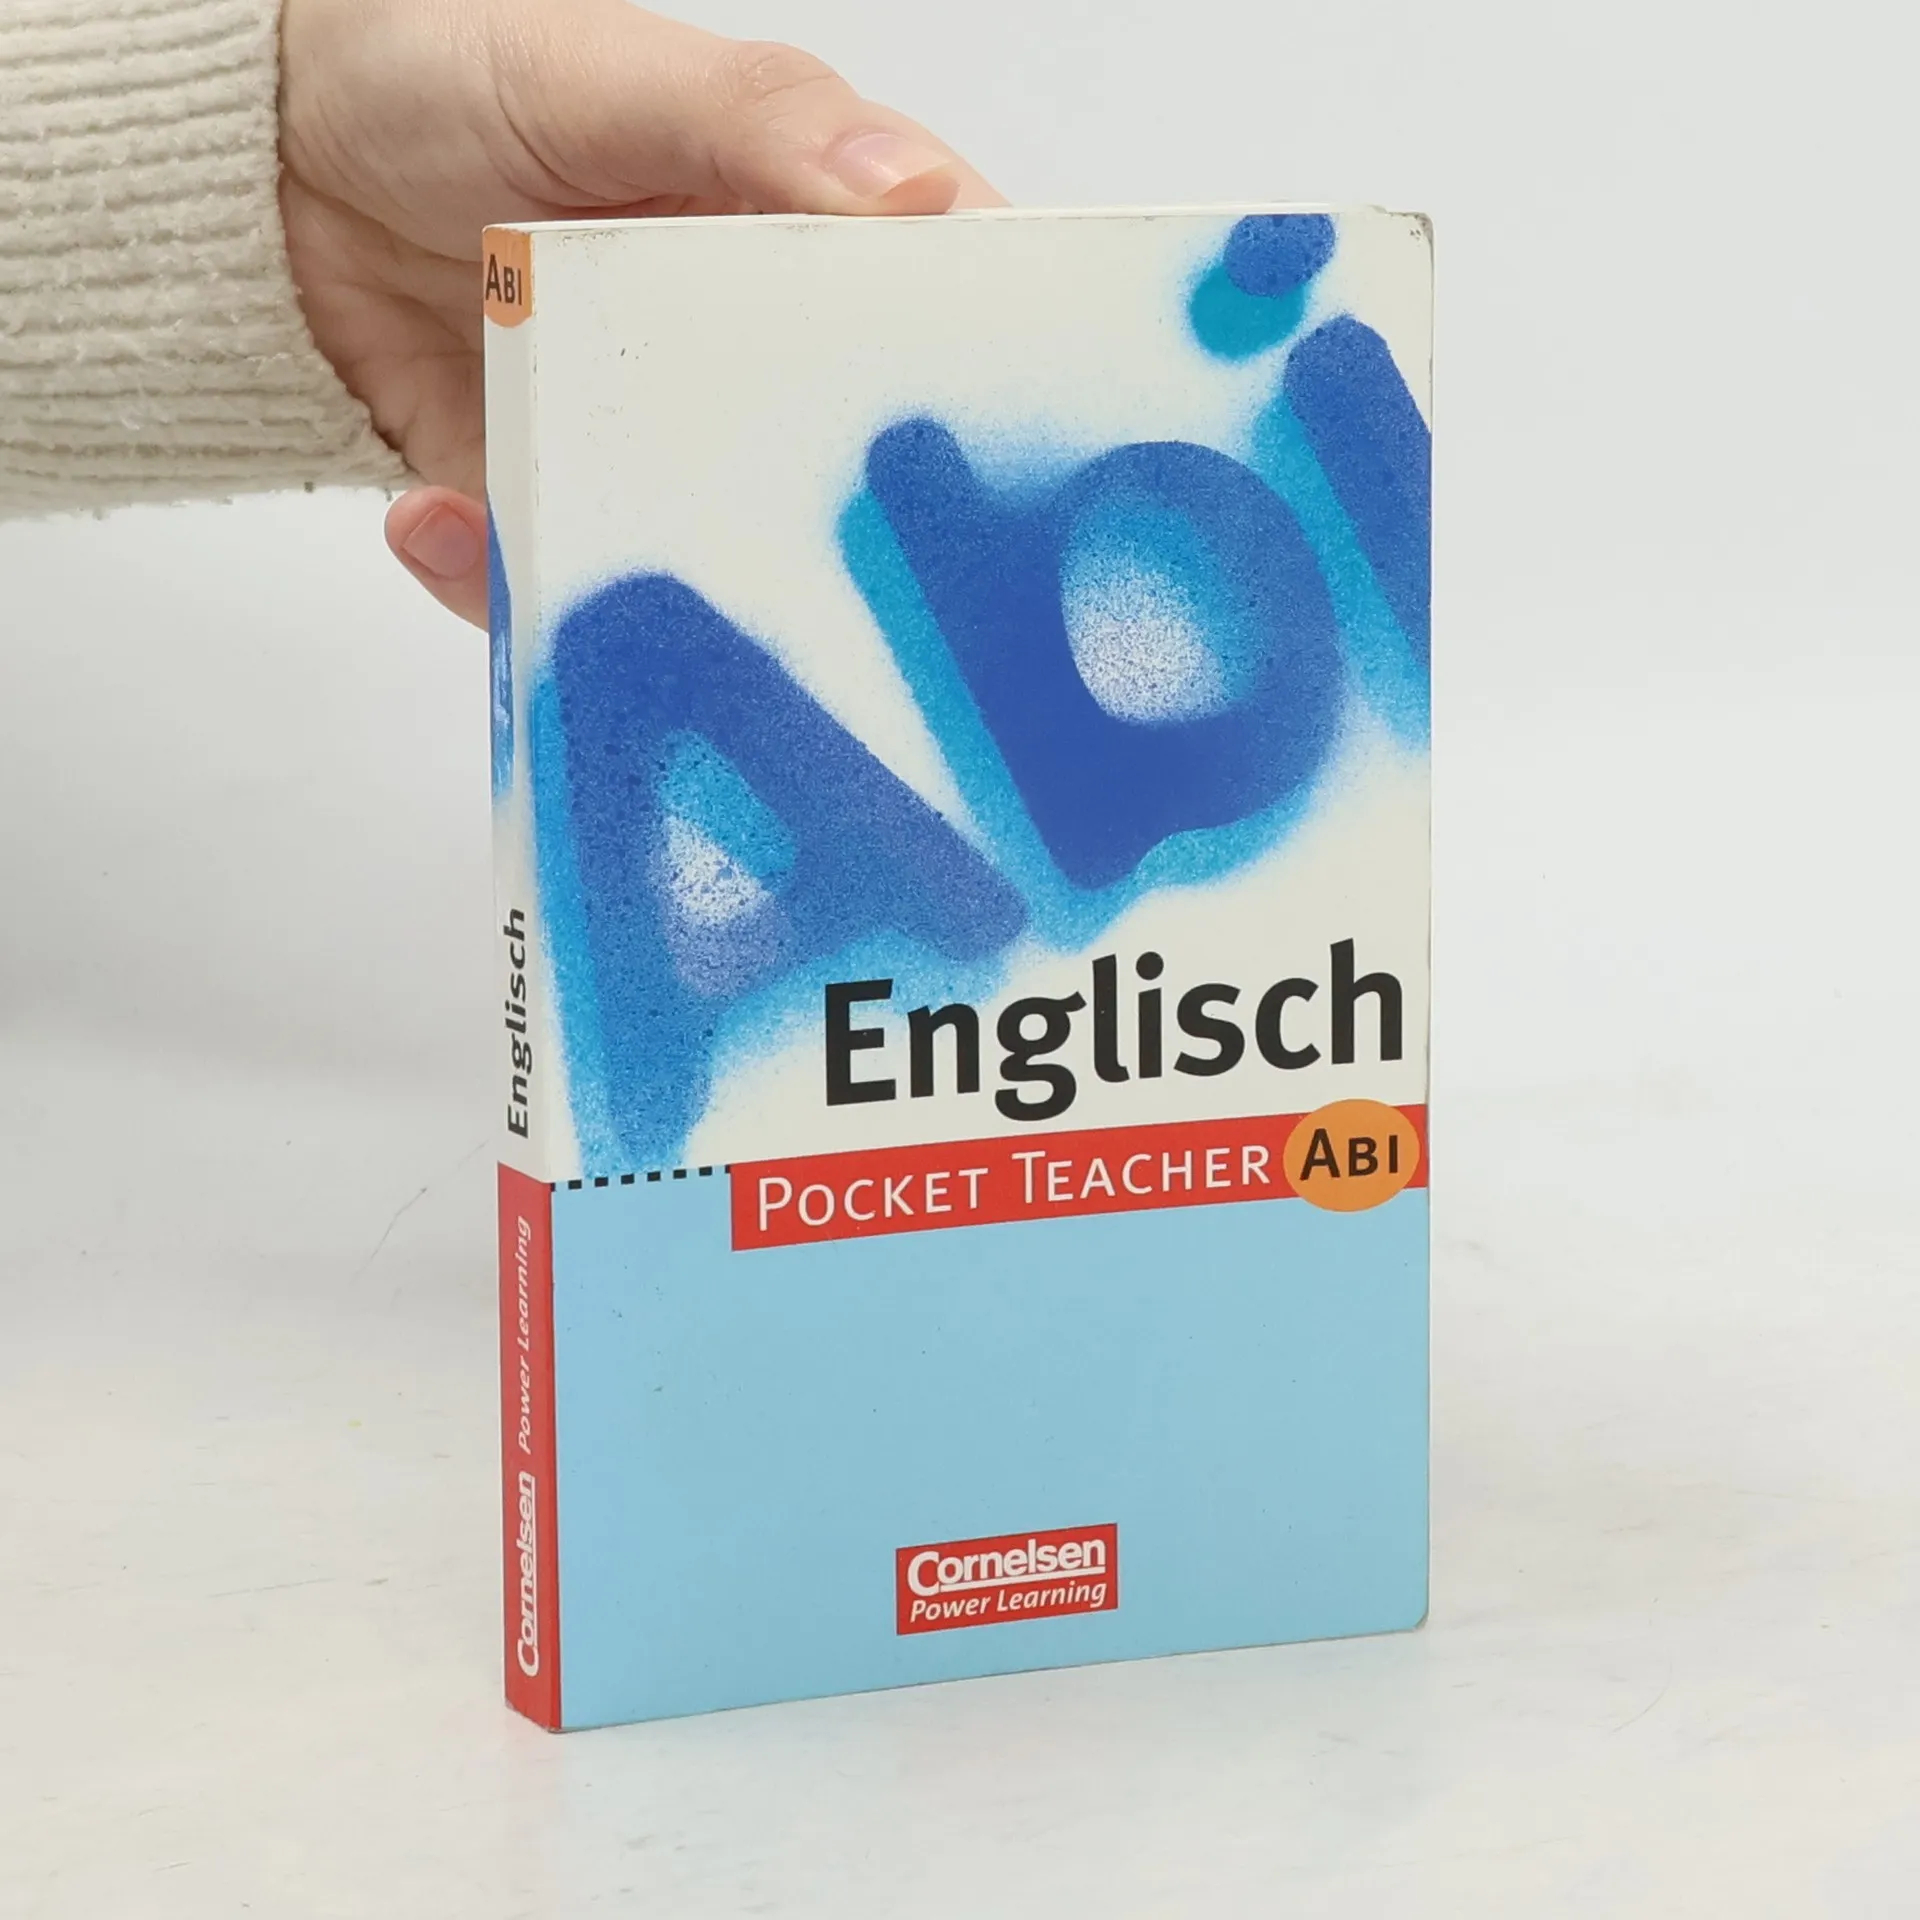 ABI
Englisch
Cornelsen Power Learning
Abi
Englisch
POCKET TEACHER ABI
Cornelsen
Power Learning